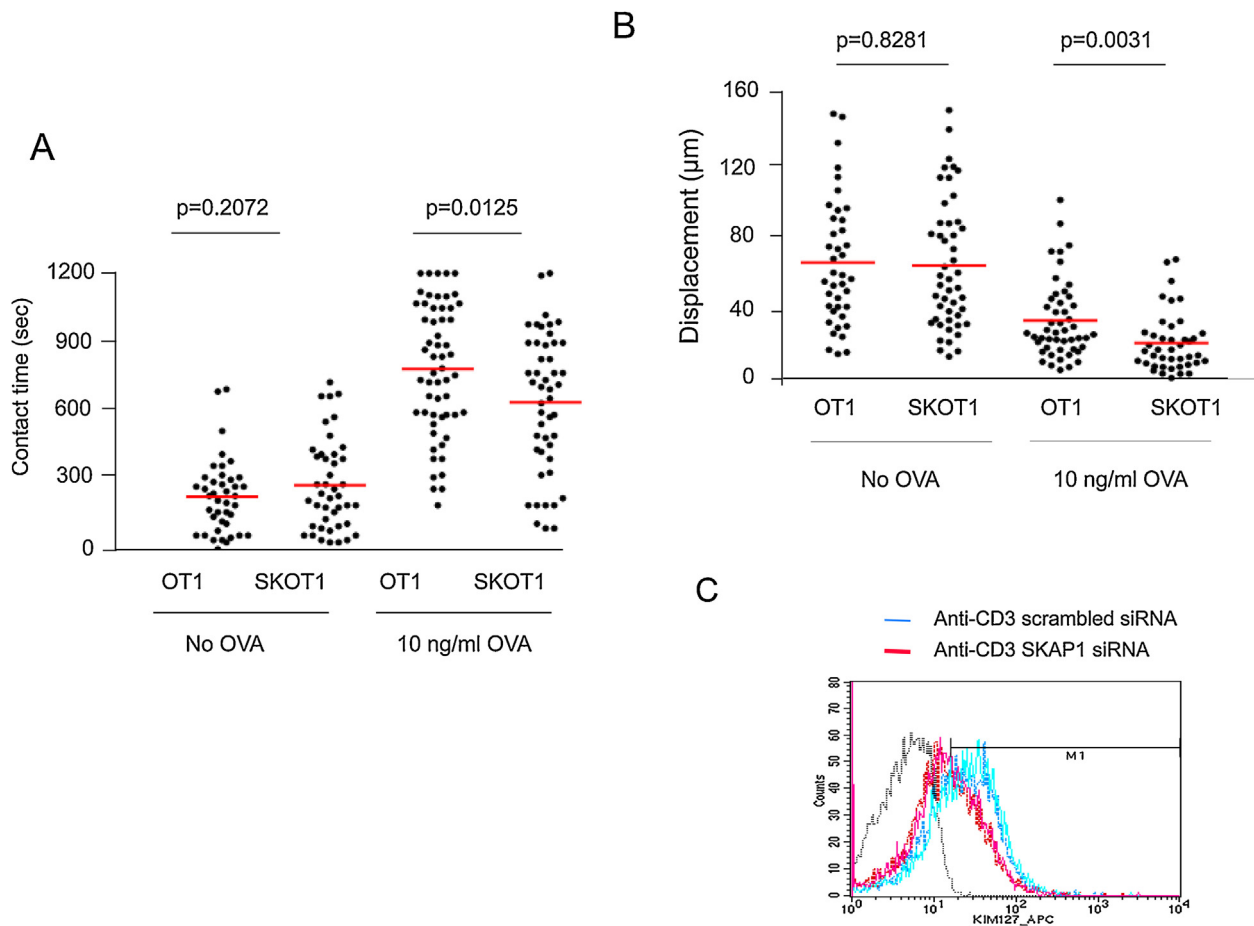 A
p=0.2072
p=0.0125
Contact time (sec)
1200
900
600
300
0
OT1
SKOT1
OT1
SKOT1
No OVA
10 ng/ml OVA
B
p=0.8281
p=0.0031
Displacement (μm)
160
120
80
40
0
OT1
SKOT1
OT1
SKOT1
No OVA
10 ng/ml OVA
C
Anti-CD3 scrambled siRNA
Anti-CD3 SKAP1 siRNA
Counts
80
70
60
50
40
30
20
10
0
M1
10⁰
10¹
10²
10³
10⁴
KIM127_APC